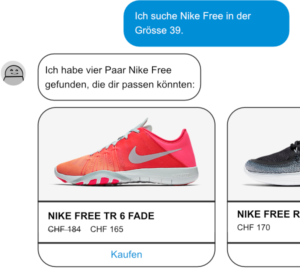 Ich suche Nike Free in der
Grösse 39.
Ich habe vier Paar Nike Free
gefunden, die dir passen könnten:
NIKE FREE TR 6 FADE
CHF 184 CHF 165
Kaufen
NIKE FREE R
CHF 170